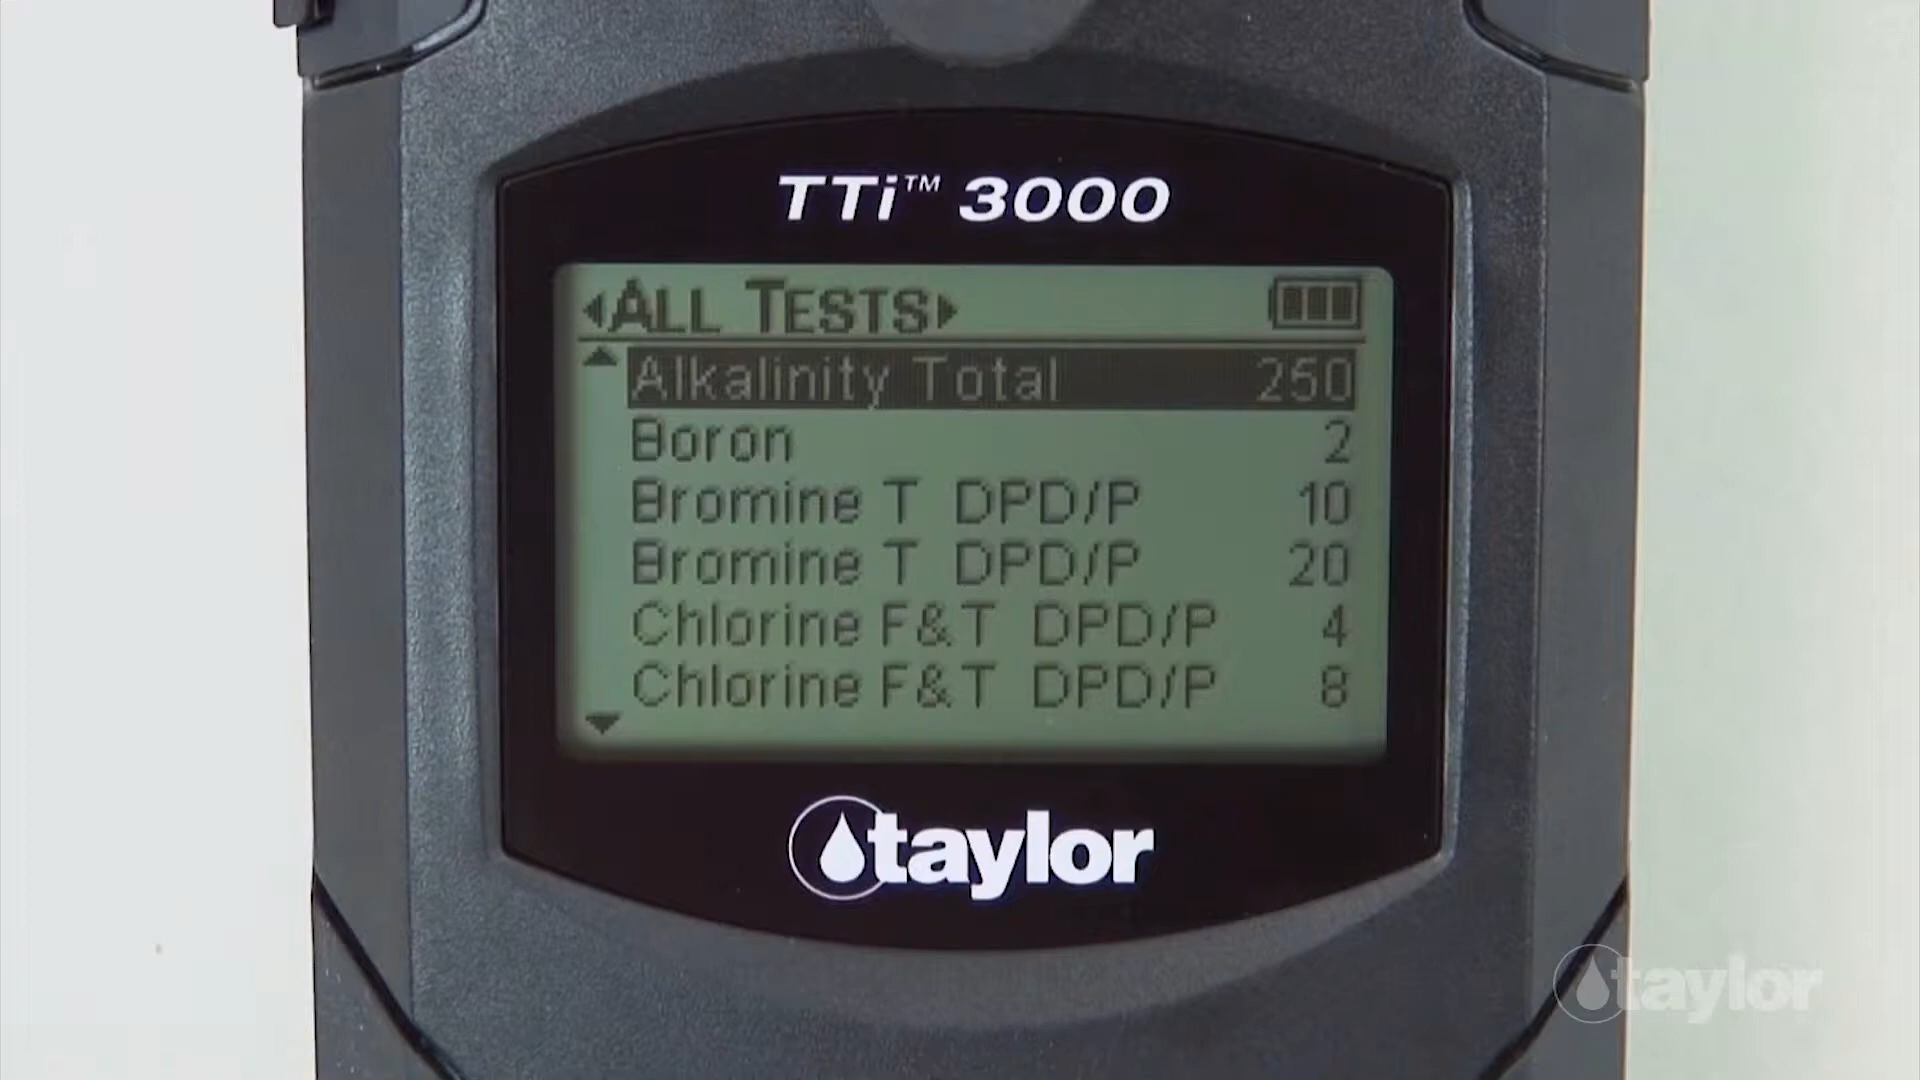 TTi™ 3000
ALL TESTS
Alkalinity Total 250
Boron 2
Bromine T DPD/P 10
Bromine T DPD/P 20
Chlorine F&T DPD/P 4
Chlorine F&T DPD/P 8
taylor
taylor